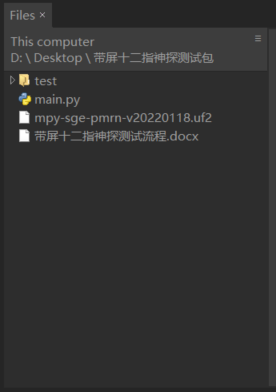 Files ×
This computer
D: \ Desktop \ 带屏十二指神探测试包
test
main.py
mpy-sge-pmrn-v20220118.uf2
带屏十二指神探测试流程.docx